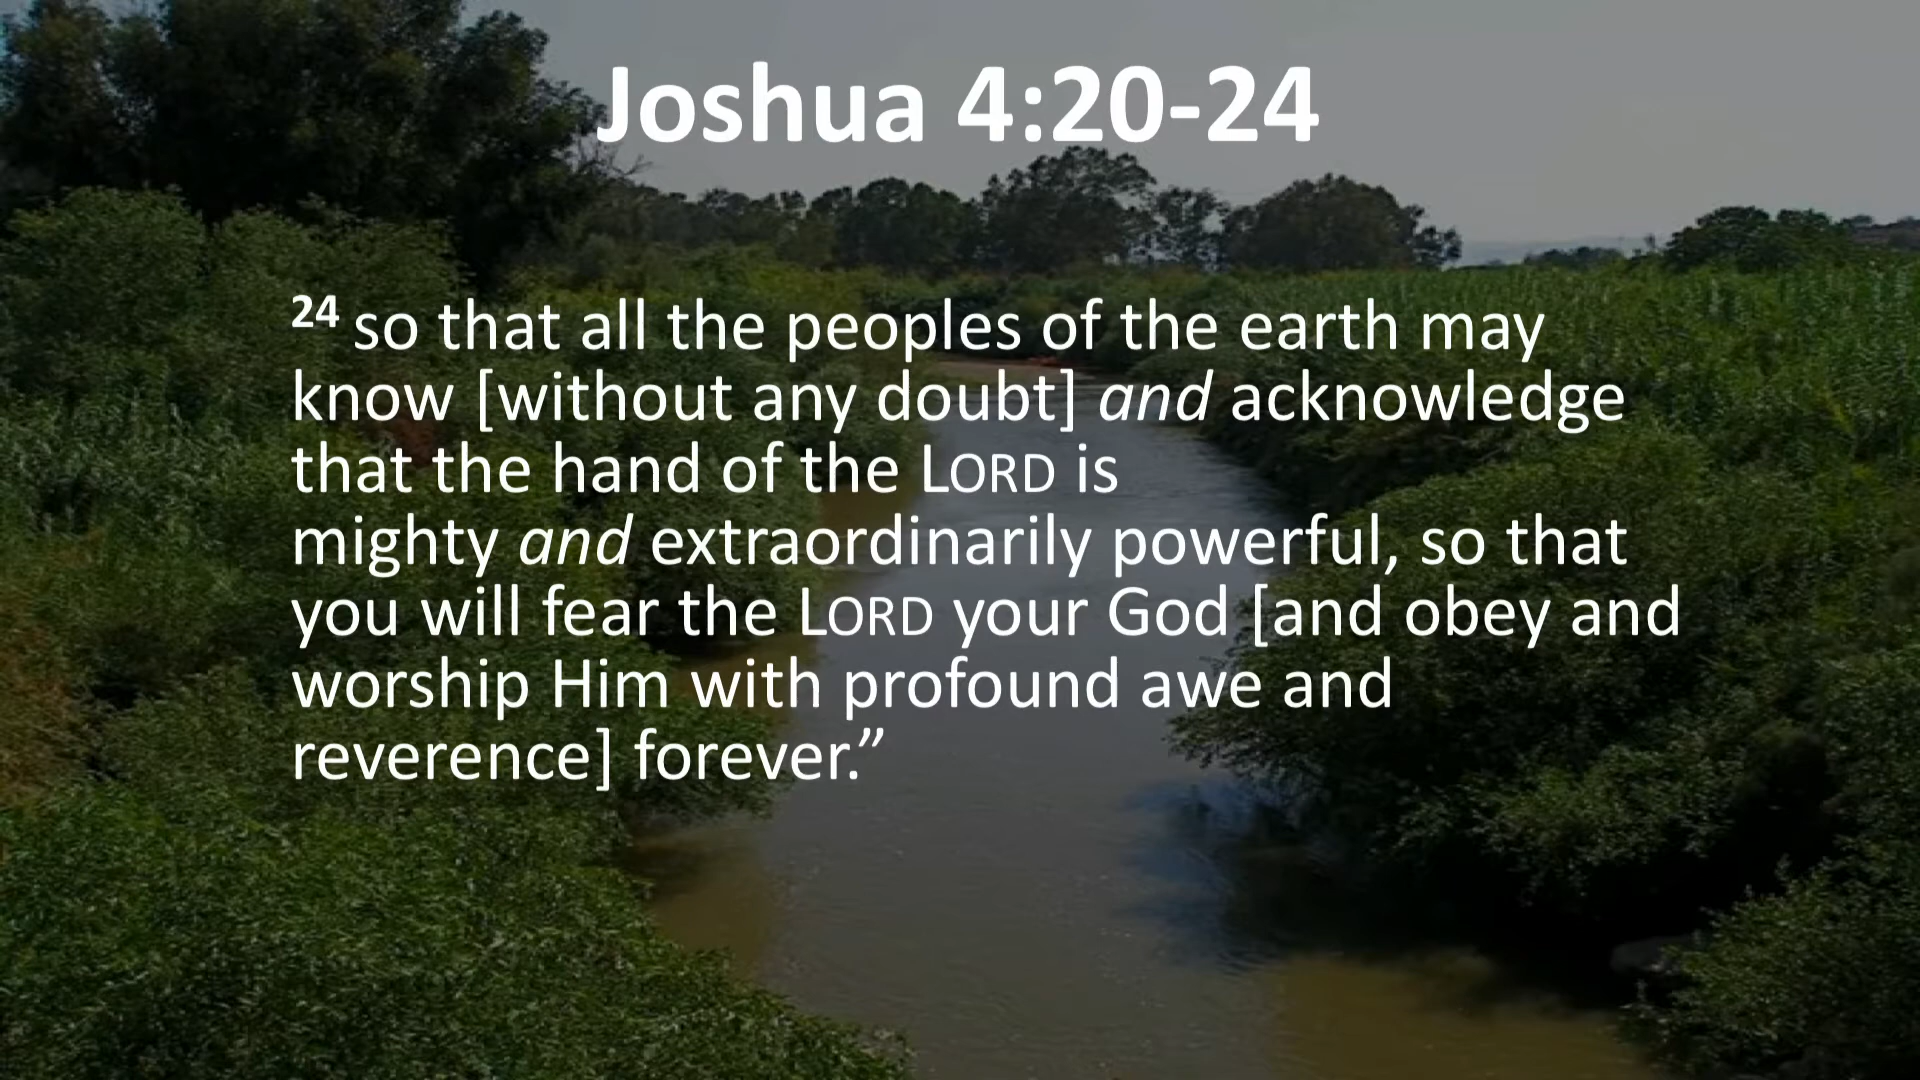 Joshua 4:20-24
24 so that all the peoples of the earth may
know [without any doubt] and acknowledge
that the hand of the LORD is
mighty and extraordinarily powerful, so that
you will fear the LORD your God [and obey and
worship Him with profound awe and
reverence] forever.”